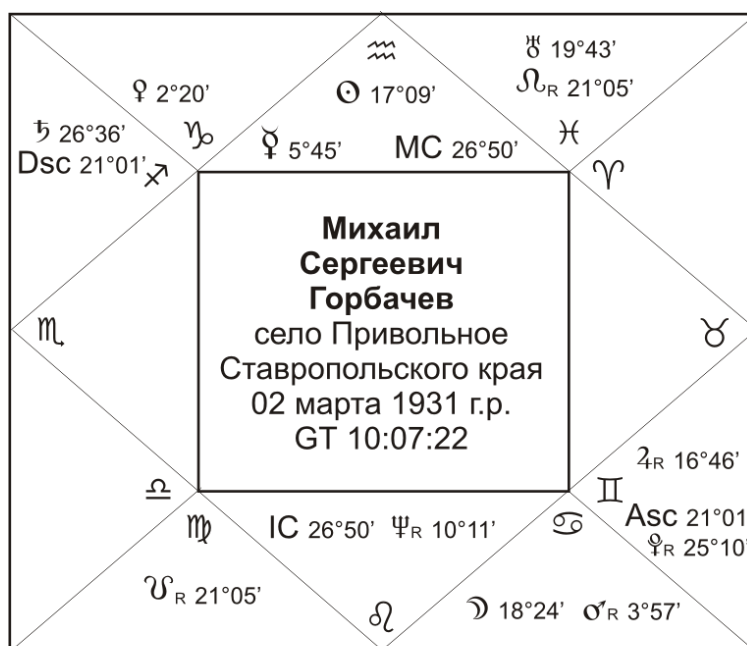 ♒
♅ 19°43’
♀ 2°20’
☉ 17°09’
☊R 21°05’
♄ 26°36’
♑
☿ 5°45’
MC 26°50’
♓
Dsc 21°01’ ♐
♈
Михаил
Сергеевич
Горбачев
село Привольное
Ставропольского края
02 марта 1931 г.р.
GT 10:07:22
♏
♉
♃R 16°46’
♎
♊
Asc 21°01’
♍
IC 26°50’
♆R 10°11’
♋
♇R 25°10’
☋R 21°05’
♌
☽ 18°24’
♂R 3°57’